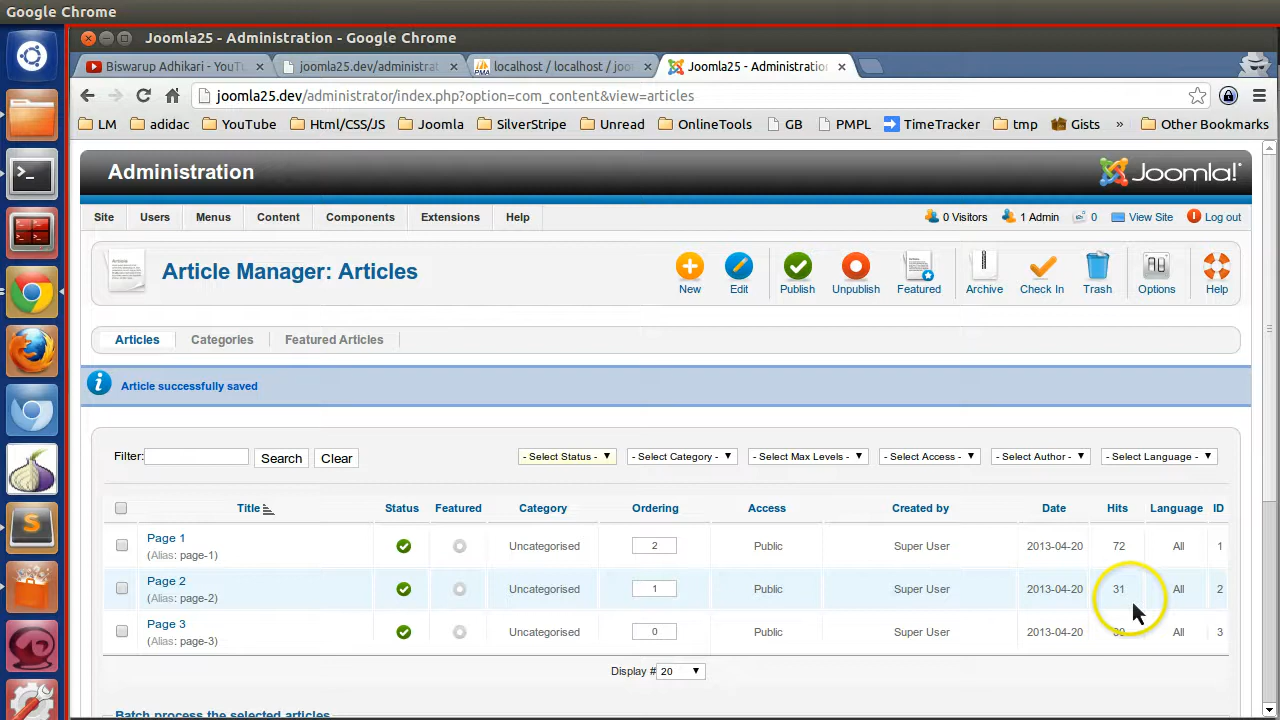 Google Chrome
Joomla25 - Administration - Google Chrome
Biswarup Adhikari - YouT
joomla25.dev/administrat
localhost / localhost / joo
Joomla25 - Administration
joomla25.dev/administrator/index.php?option=com_content&view=articles
LM adidac YouTube Html/CSS/JS Joomla SilverStripe Unread OnlineTools GB PMPL TimeTracker tmp Gists » Other Bookmarks
Administration
Joomla!
Site Users Menus Content Components Extensions Help 0 Visitors 1 Admin 0 View Site Log out
Article Manager: Articles
New Edit Publish Unpublish Featured Archive Check In Trash Options Help
Articles Categories Featured Articles
Article successfully saved
Filter: Search Clear - Select Status - - Select Category - - Select Max Levels - - Select Access - - Select Author - - Select Language -
Title Status Featured Category Ordering Access Created by Date Hits Language ID
Page 1
(Alias: page-1)
Uncategorised 2 Public Super User 2013-04-20 72 All 1
Page 2
(Alias: page-2)
Uncategorised 1 Public Super User 2013-04-20 31 All 2
Page 3
(Alias: page-3)
Uncategorised 0 Public Super User 2013-04-20 All 3
Display # 20
Batch process the selected articles